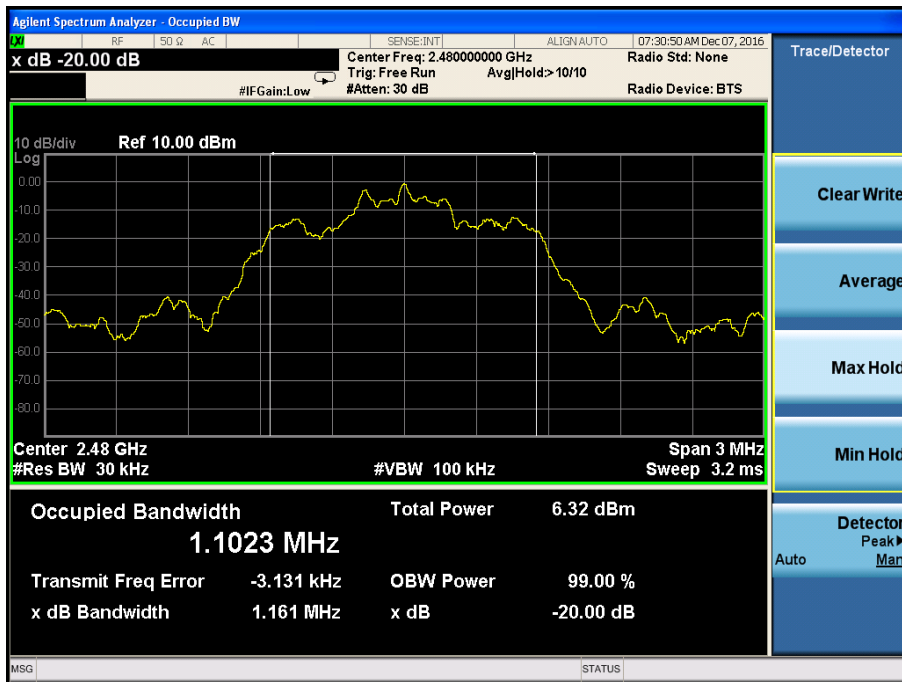 Agilent Spectrum Analyzer - Occupied BW
LXI RF 50 Ω AC SENSE:INT ALIGN AUTO 07:30:50 AM Dec 07, 2016
x dB -20.00 dB
Center Freq: 2.480000000 GHz
Radio Std: None
Trig: Free Run Avg|Hold:> 10/10
#IFGain:Low #Atten: 30 dB
Radio Device: BTS
10 dB/div Ref 10.00 dBm
Log
0.00
-10.0
-20.0
-30.0
-40.0
-50.0
-60.0
-70.0
-80.0
Center 2.48 GHz Span 3 MHz
#Res BW 30 kHz #VBW 100 kHz Sweep 3.2 ms
Occupied Bandwidth Total Power 6.32 dBm
1.1023 MHz
Transmit Freq Error -3.131 kHz OBW Power 99.00 %
x dB Bandwidth 1.161 MHz x dB -20.00 dB
MSG STATUS
Trace/Detector
Clear Write
Average
Max Hold
Min Hold
Detector
Peak▶
Auto Man